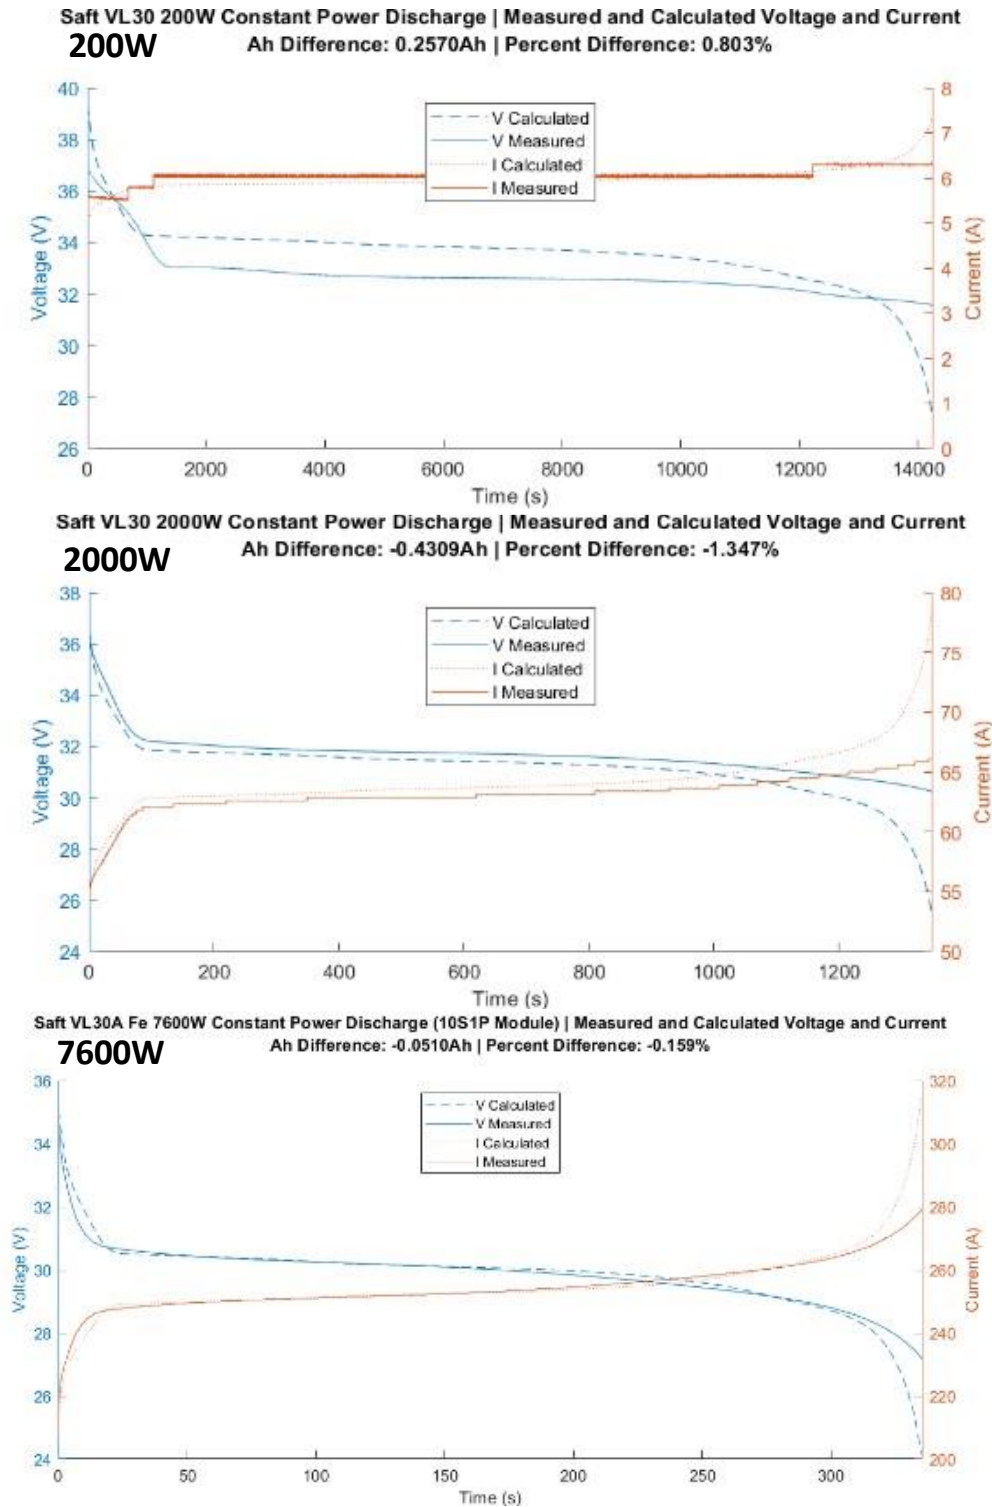 Saft VL30 200W Constant Power Discharge | Measured and Calculated Voltage and Current
200W
Ah Difference: 0.2570Ah | Percent Difference: 0.803%
V Calculated
V Measured
I Calculated
I Measured
Voltage (V)
40
38
36
34
32
30
28
26
Current (A)
8
7
6
5
4
3
2
1
0
0 2000 4000 6000 8000 10000 12000 14000
Time (s)
Saft VL30 2000W Constant Power Discharge | Measured and Calculated Voltage and Current
2000W
Ah Difference: -0.4309Ah | Percent Difference: -1.347%
V Calculated
V Measured
I Calculated
I Measured
Voltage (V)
38
36
34
32
30
28
26
24
Current (A)
80
75
70
65
60
55
50
0 200 400 600 800 1000 1200
Time (s)
Saft VL30A Fe 7600W Constant Power Discharge (10S1P Module) | Measured and Calculated Voltage and Current
7600W
Ah Difference: -0.0510Ah | Percent Difference: -0.159%
V Calculated
V Measured
I Calculated
I Measured
Voltage (V)
36
34
32
30
28
26
24
Current (A)
320
300
280
260
240
220
200
0 50 100 150 200 250 300
Time (s)